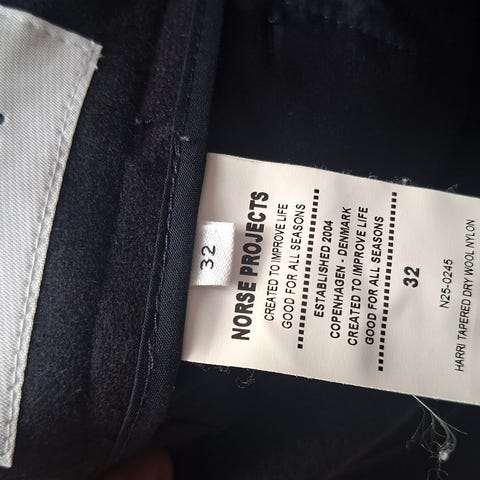 32
NORSE PROJECTS
CREATED TO IMPROVE LIFE
GOOD FOR ALL SEASONS
ESTABLISHED 2004
COPENHAGEN - DENMARK
CREATED TO IMPROVE LIFE
GOOD FOR ALL SEASONS
32
N25-0245
HARRI TAPERED DRY WOOL NYLON